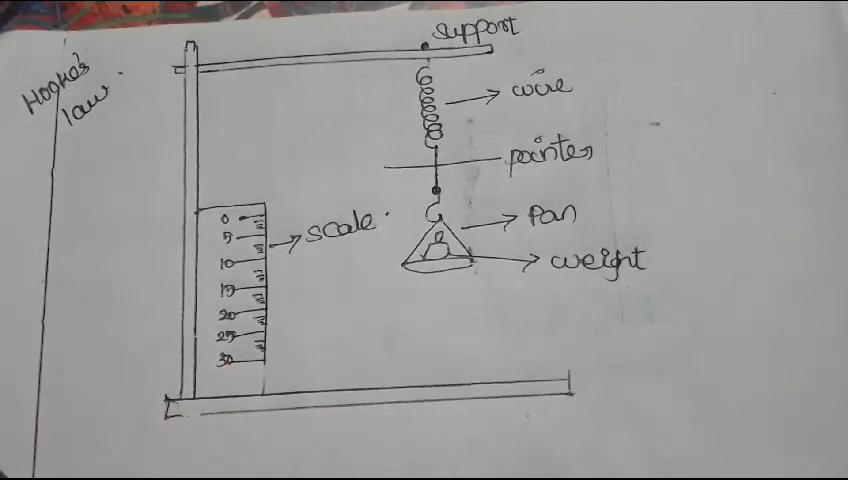 Hooke's
law.
support
wire
pointer
0
5
10
15
20
25
30
scale.
Pan
weight